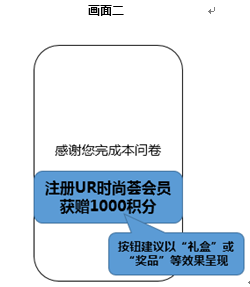 画面二
感谢您完成本问卷
注册UR时尚荟会员
获赠1000积分
按钮建议以“礼盒”或
“奖品”等效果呈现